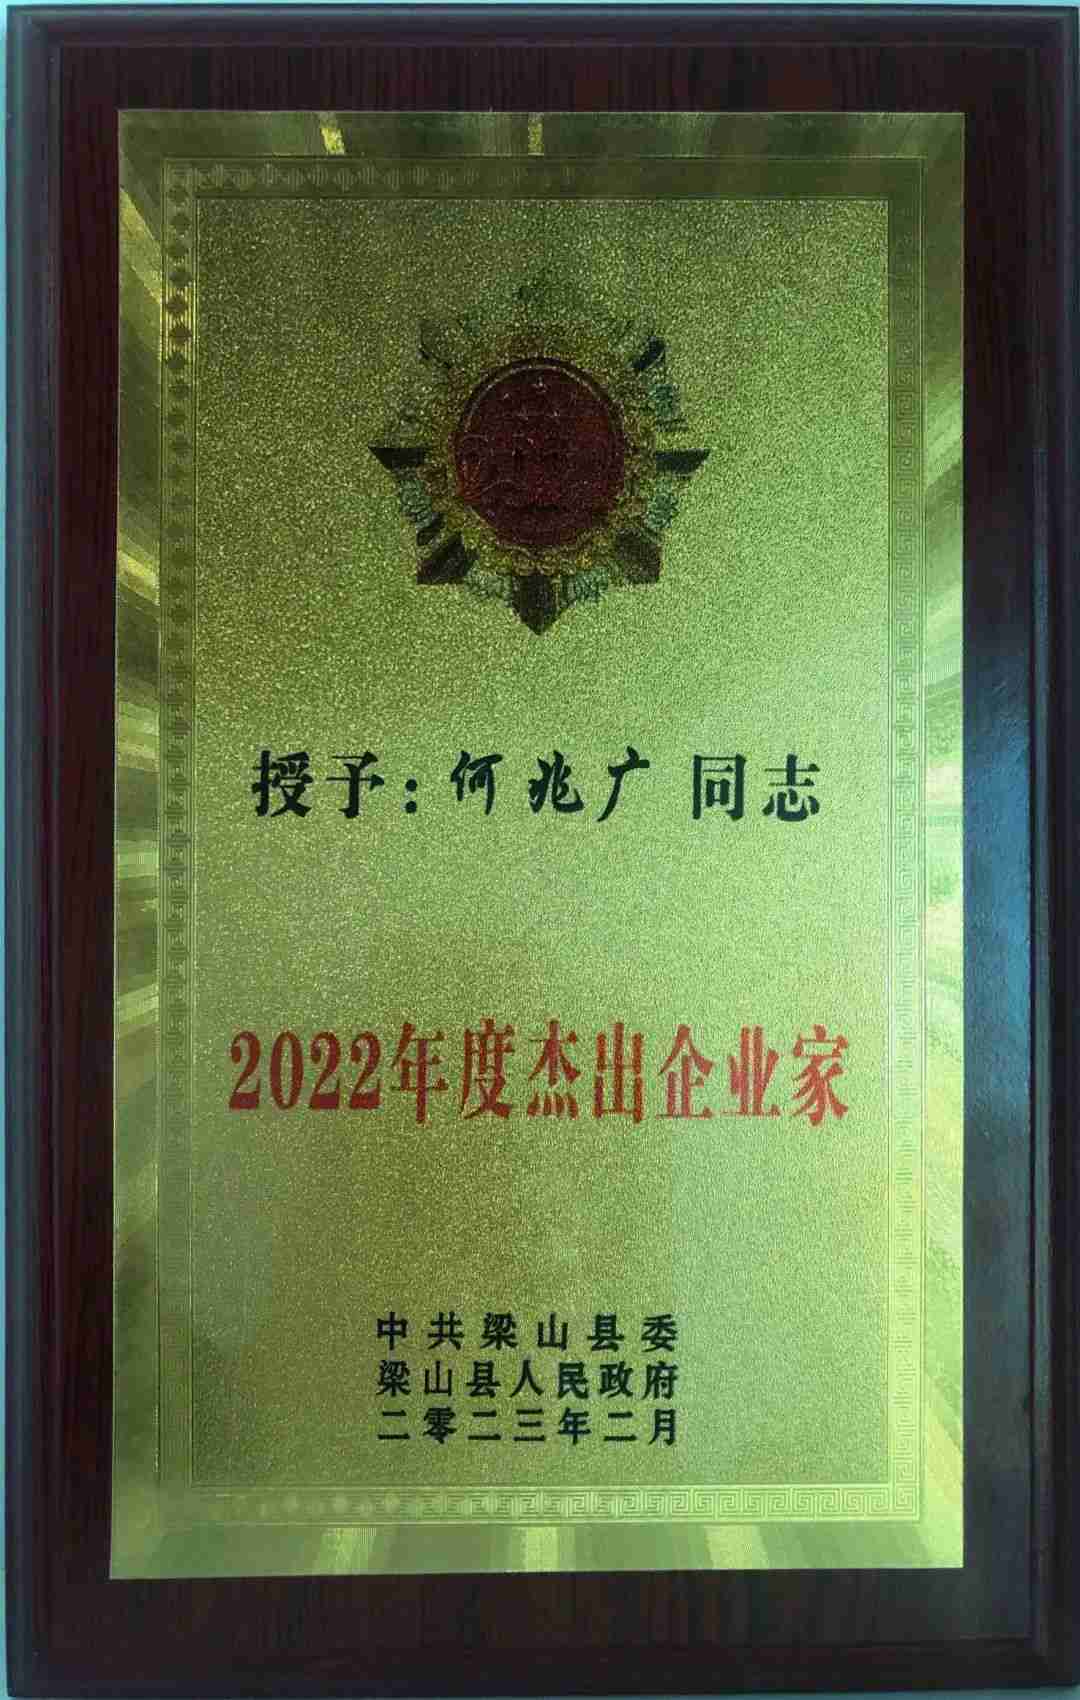 授予：何兆广 同志
2022年度杰出企业家
中共梁山县委
梁山县人民政府
二零二三年二月